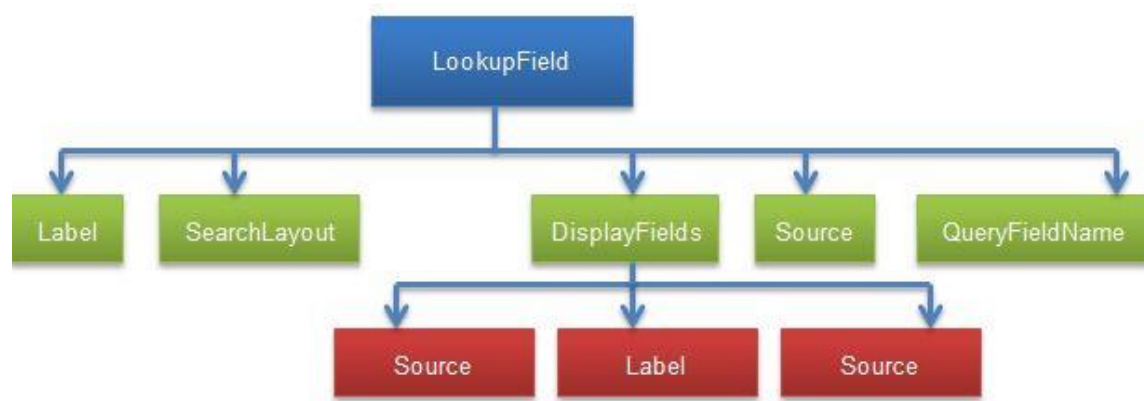 LookupField
Label
SearchLayout
DisplayFields
Source
QueryFieldName
Source
Label
Source